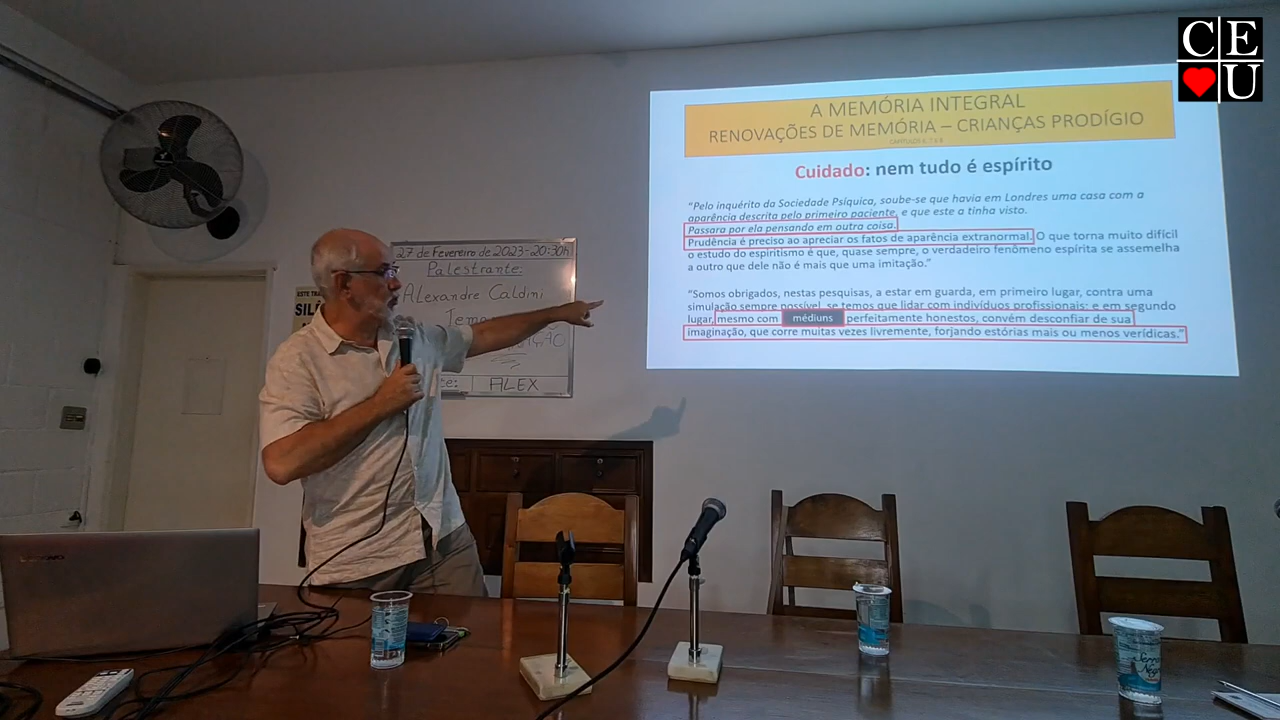 CE
U
A MEMÓRIA INTEGRAL
RENOVAÇÕES DE MEMÓRIA – CRIANÇAS PRODÍGIO
Cuidado: nem tudo é espírito
“Pelo inquérito da Sociedade Psíquica, soube-se que havia em Londres uma casa com a
aparência descrita pelo primeiro paciente, e que este a tinha visto.
Passara por ela pensando em outra coisa.
Prudência é preciso ao apreciar os fatos de aparência extranormal. O que torna muito difícil
o estudo do espiritismo é que, quase sempre, o verdadeiro fenômeno espírita se assemelha
a outro que dele não é mais que uma imitação.”
“Somos obrigados, nestas pesquisas, a estar em guarda, em primeiro lugar, contra uma
simulação sempre possível, se temos que lidar com indivíduos profissionais; e em segundo
lugar, mesmo com médiuns perfeitamente honestos, convém desconfiar de sua
imaginação, que corre muitas vezes livremente, forjando estórias mais ou menos verídicas.”
27 de Fevereiro de 2023-20:30h
Palestrante:
Alexandre Caldini
Tema
te: ALEX
ESTE
SIL